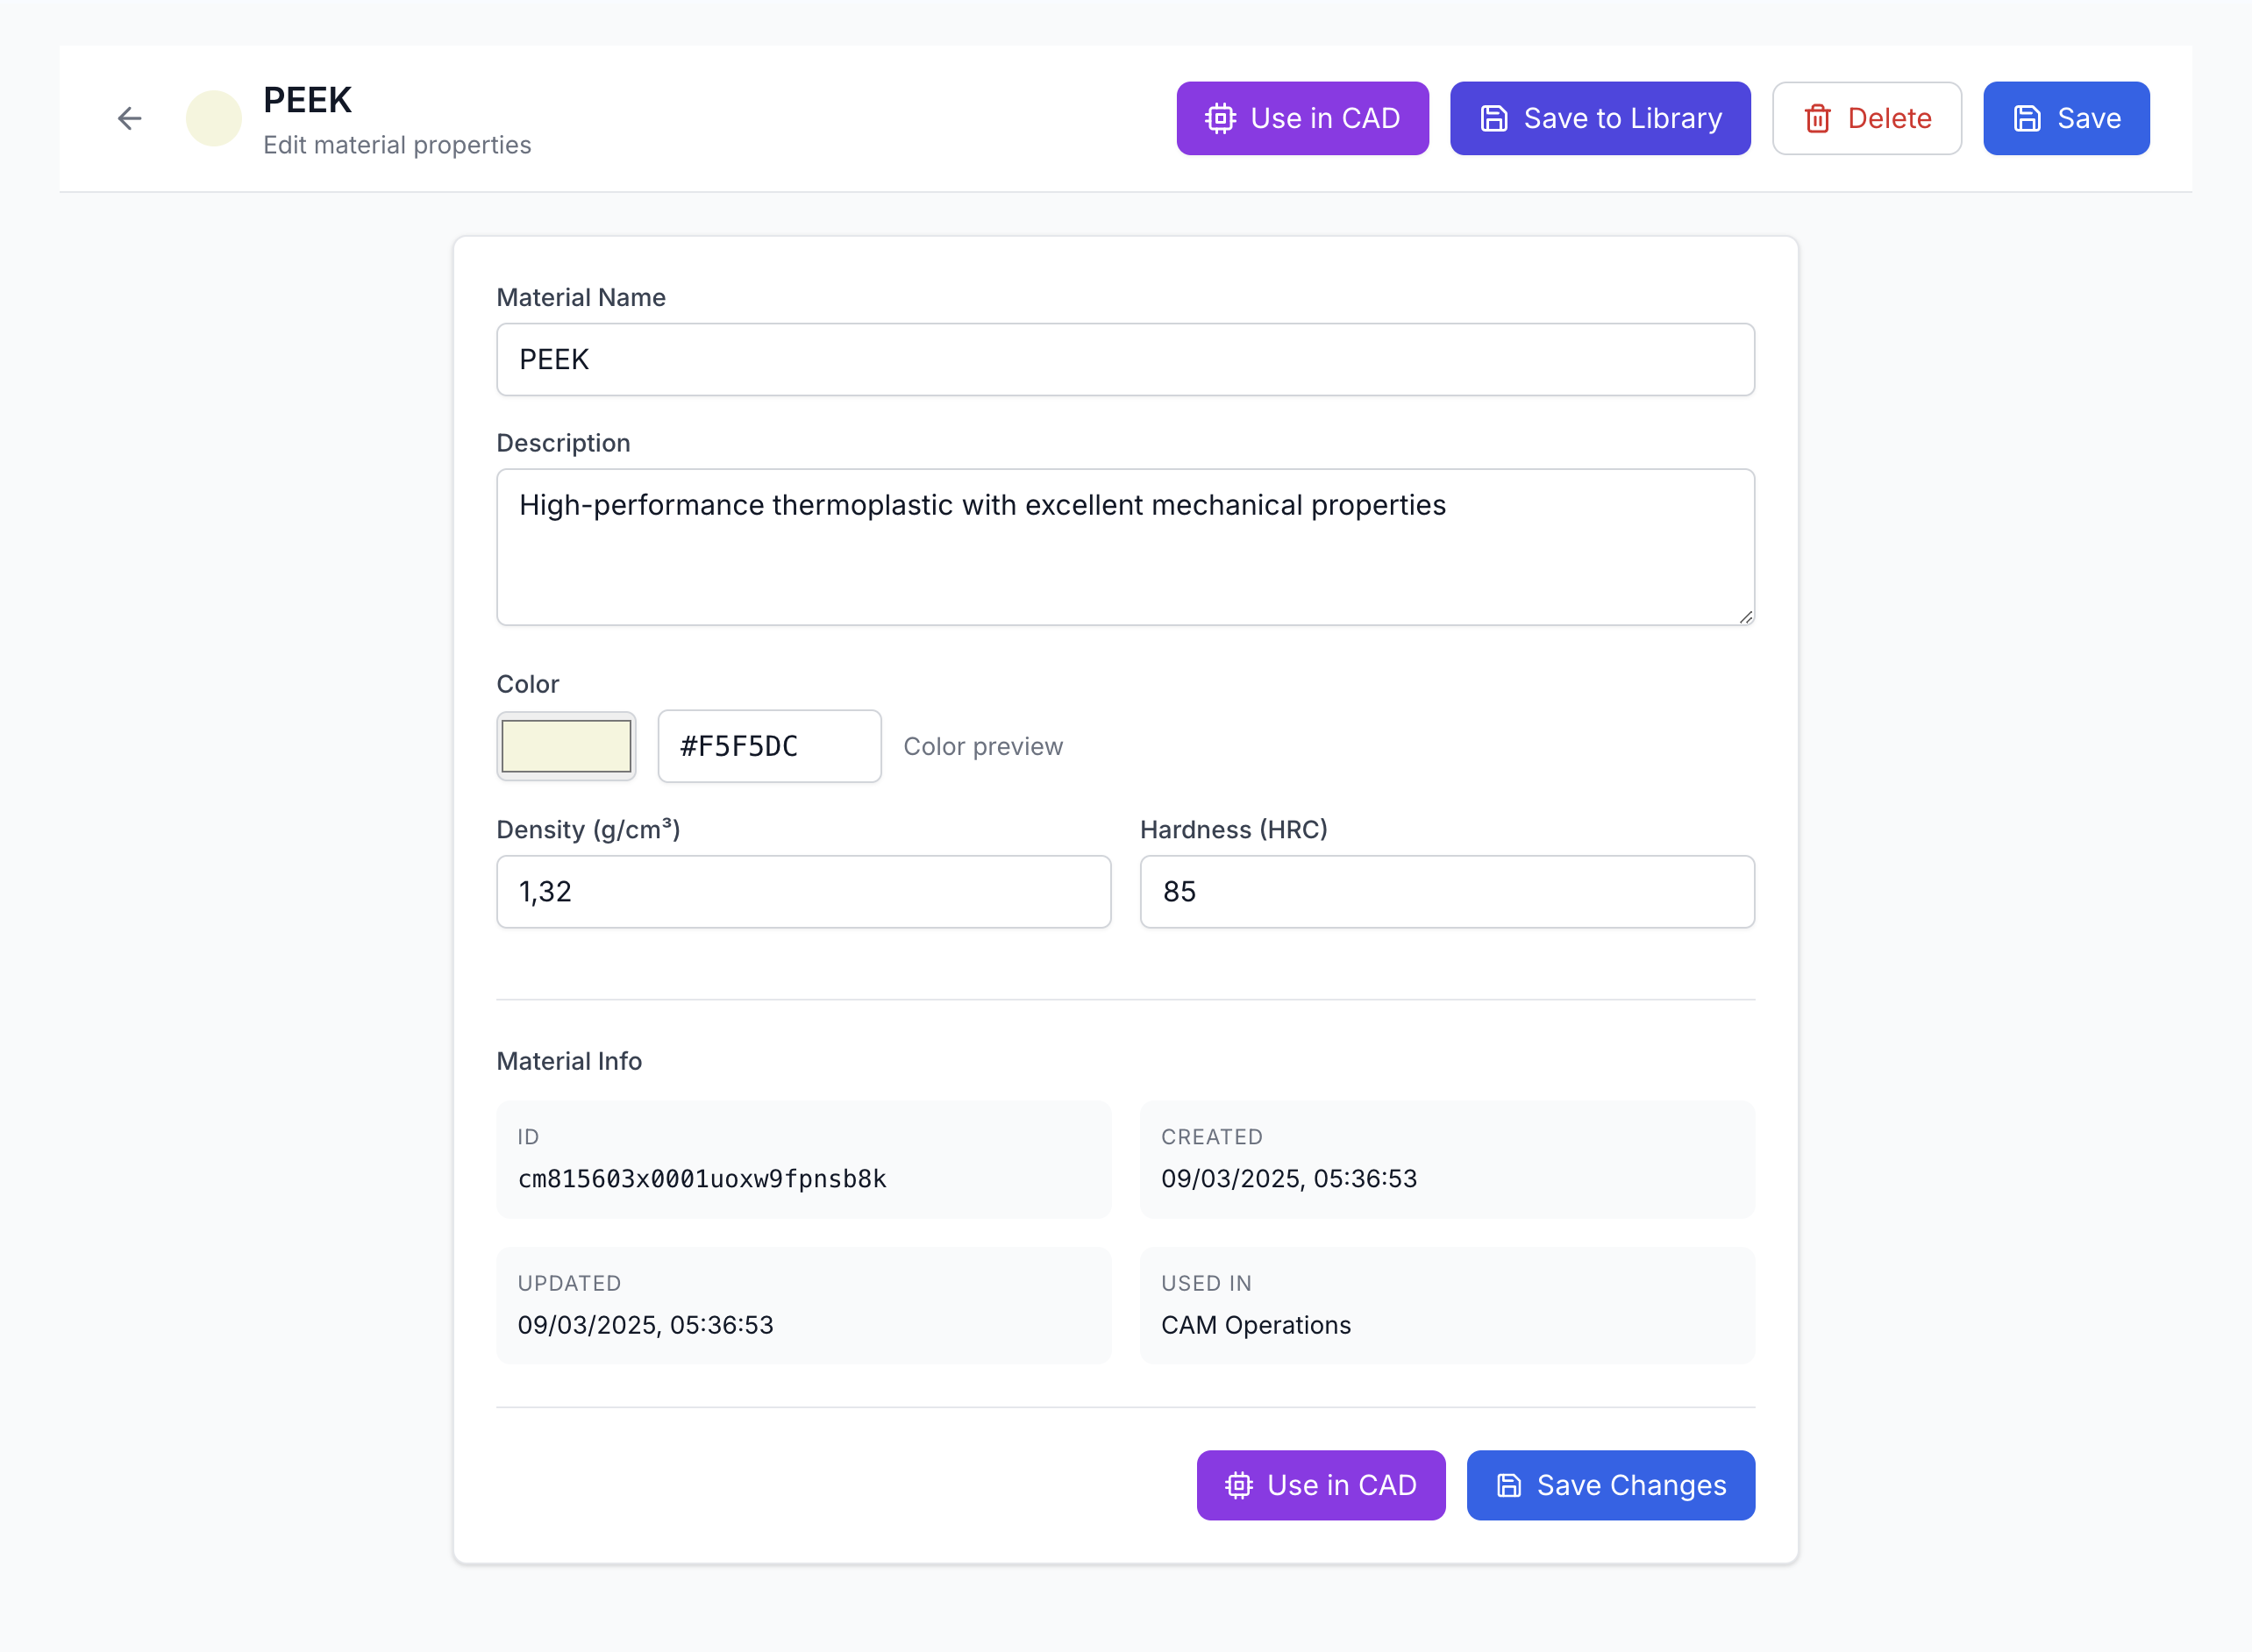 PEEK
Edit material properties
Use in CAD
Save to Library
Delete
Save
Material Name
PEEK
Description
High-performance thermoplastic with excellent mechanical properties
Color
#F5F5DC
Color preview
Density (g/cm³)
Hardness (HRC)
1,32
85
Material Info
ID
cm815603x0001uoxw9fpnsb8k
CREATED
09/03/2025, 05:36:53
UPDATED
09/03/2025, 05:36:53
USED IN
CAM Operations
Use in CAD
Save Changes